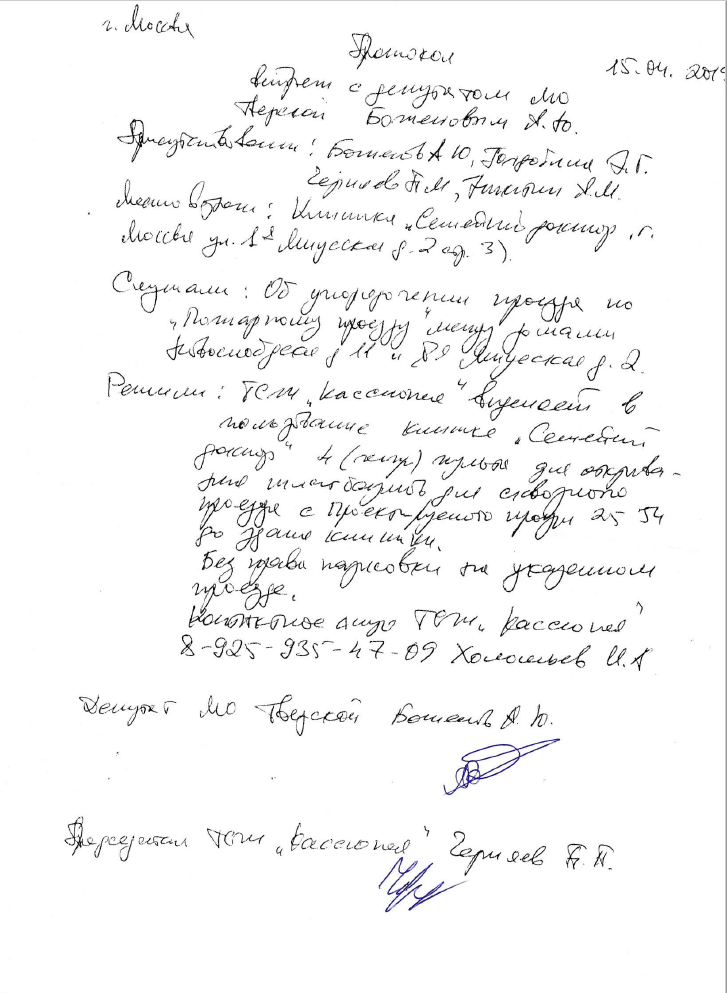 г. Москва
Протокол
15.04. 2019
встречи с депутатом МО
Тверской Боженовым А.Ю.
Присутствовали: Боженов А Ю, А.Г.
Черняев П М, Никитин А.М.
Место встречи: Клиника „Семейный доктор, г.
Москва ул. 1я Миусская д. 2 стр. 3).
Слушали: Об упорядочении проезда по
„Пожарному проезду" между домами
Новослободская д 11 и Миусская д. 2.
Решили: ТСЖ „Кассиопея" выделяет в
пользование клинике „Семейный
доктор" 4 (четыре) пульта для открыва-
ния шлагбаумов для сквозного
проезда с Проектируемого проезда 25 54
до здания клиники.
Без права парковки на указанном
проезде.
Контактное лицо ТСЖ „Кассиопея"
8-925-935-47-09 И.А
Депутат МО Тверской Боженов А. Ю.
Председатель ТСЖ „Кассиопея" Черняев П.